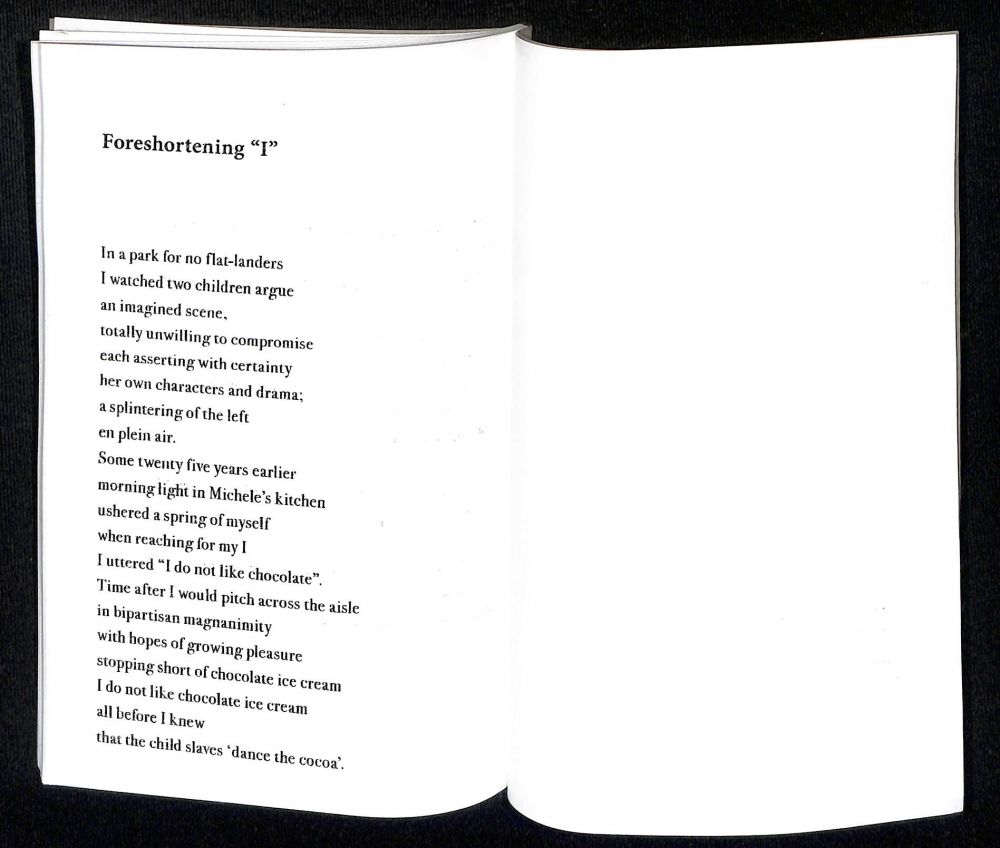 Foreshortening “I”
In a park for no flat-landers
I watched two children argue
an imagined scene,
totally unwilling to compromise
each asserting with certainty
her own characters and drama;
a splintering of the left
en plein air.
Some twenty five years earlier
morning light in Michele’s kitchen
ushered a spring of myself
when reaching for my I
I uttered “I do not like chocolate”.
Time after I would pitch across the aisle
in bipartisan magnanimity
with hopes of growing pleasure
stopping short of chocolate ice cream
I do not like chocolate ice cream
all before I knew
that the child slaves ‘dance the cocoa’.